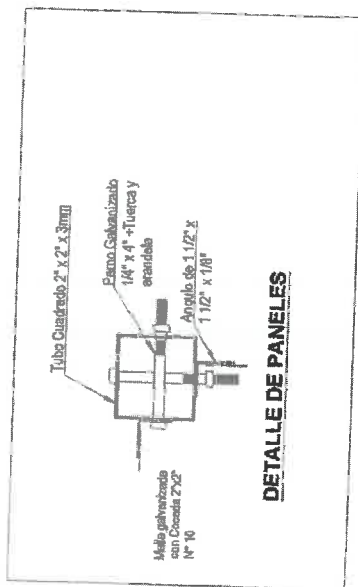 Tubo Cuadrado 2" x 2" x 3mm
Perno Galvanizado
1/4" x 4" +Tuerca y
arandela
Angulo de 1 1/2" x
1 1/2" x 1/8"
Malla galvanizada
con Cocada 2"x2"
N° 10
DETALLE DE PANELES